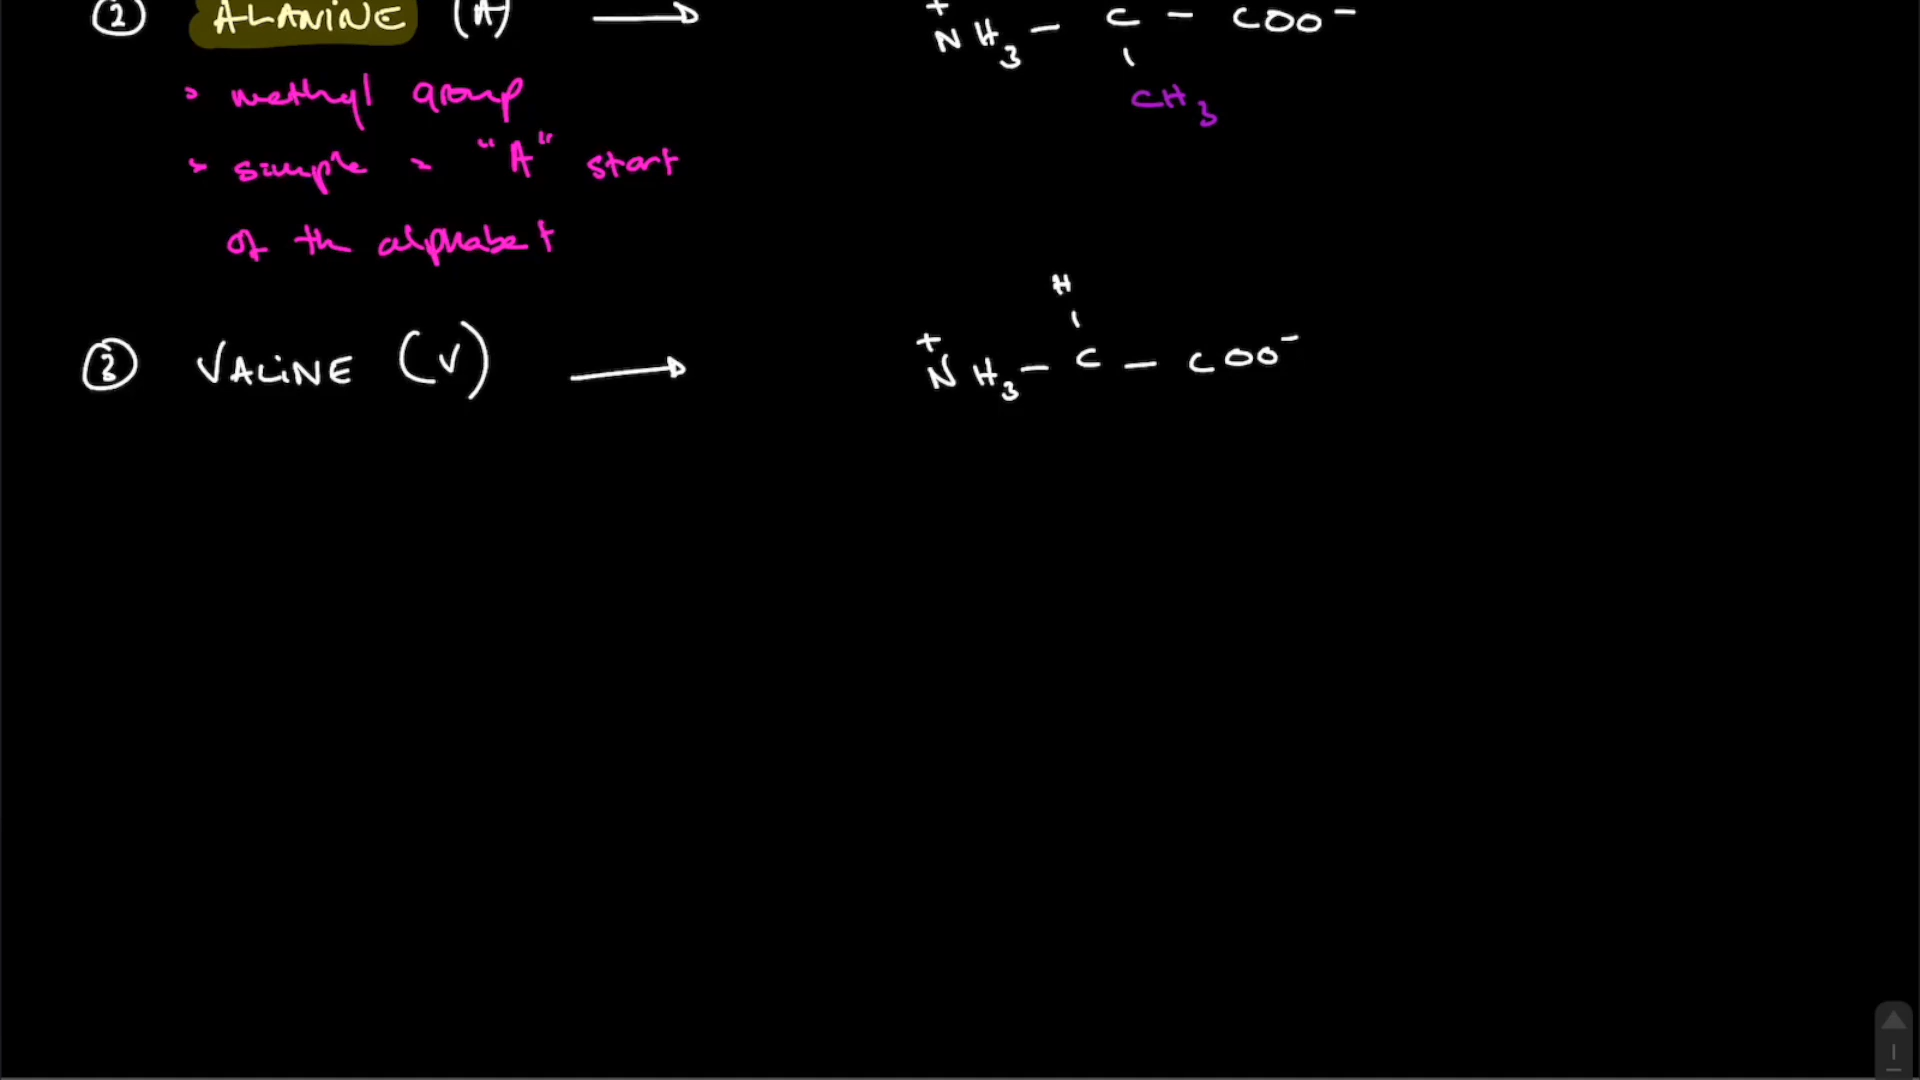 ② ALANINE (A) → ⁺NH₃ – C – COO⁻
CH₃
• methyl group
• simple = "A" start
of the alphabet
H
③ VALINE (V) → ⁺NH₃ – C – COO⁻